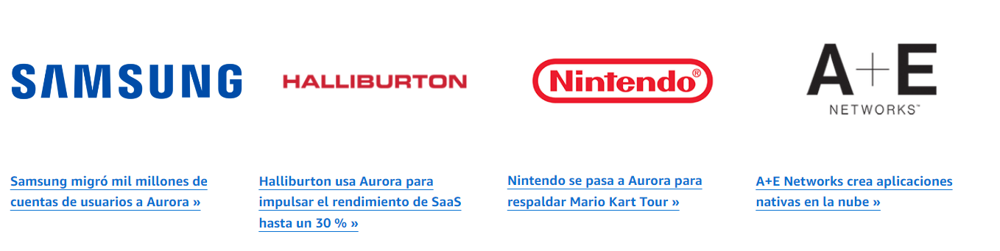 SAMSUNG
HALLIBURTON
Nintendo®
A+E
NETWORKS™
Samsung migró mil millones de
cuentas de usuarios a Aurora »
Halliburton usa Aurora para
impulsar el rendimiento de SaaS
hasta un 30 % »
Nintendo se pasa a Aurora para
respaldar Mario Kart Tour »
A+E Networks crea aplicaciones
nativas en la nube »